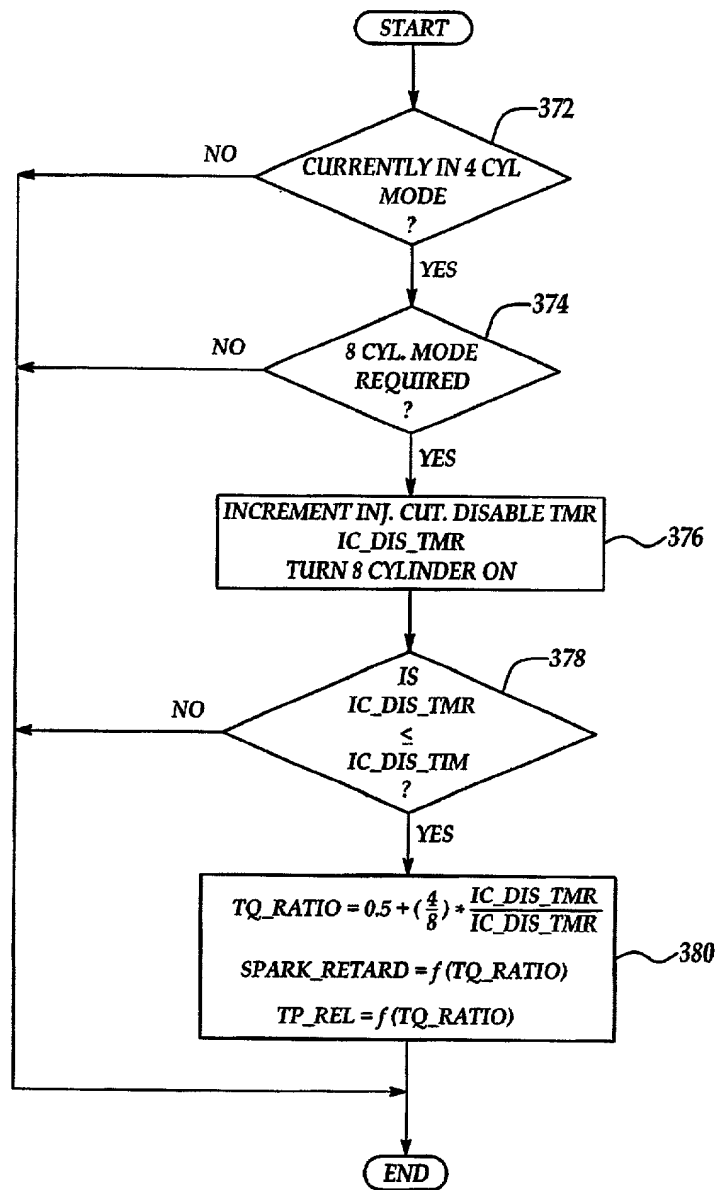 START
372
NO
CURRENTLY IN 4 CYL
MODE
?
YES
374
NO
8 CYL. MODE
REQUIRED
?
YES
INCREMENT INJ. CUT. DISABLE TMR
IC_DIS_TMR
TURN 8 CYLINDER ON
376
378
NO
IS
IC_DIS_TMR
≤
IC_DIS_TIM
?
YES
TQ_RATIO = 0.5 + (4/8) * IC_DIS_TMR/IC_DIS_TMR
SPARK_RETARD = f (TQ_RATIO)
TP_REL = f (TQ_RATIO)
380
END